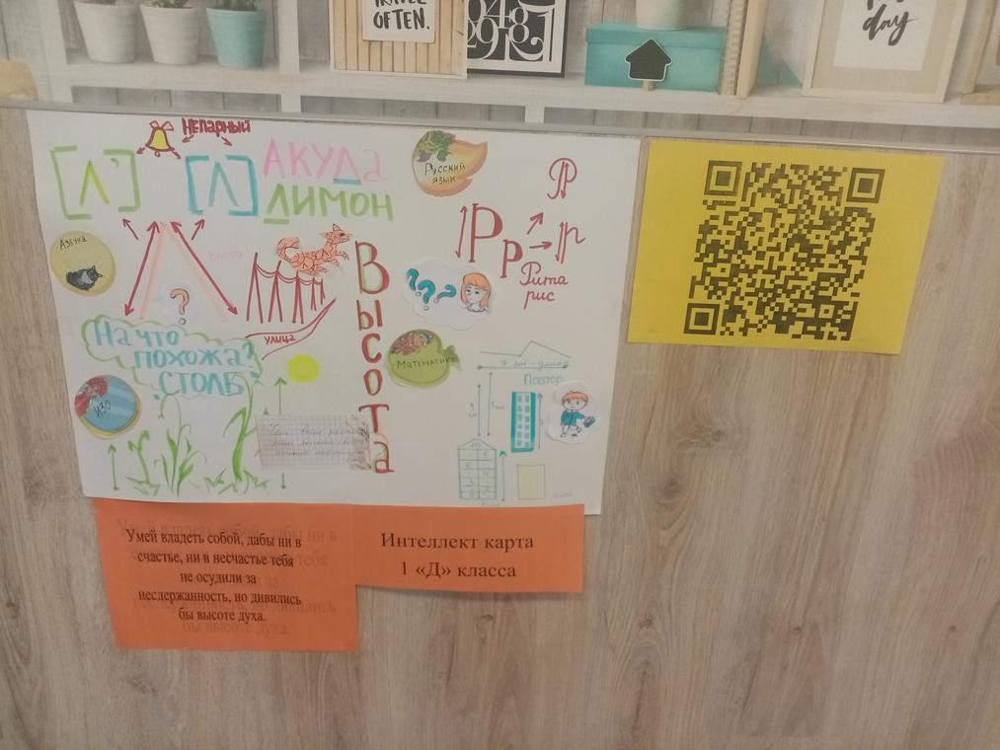 OFTEN.
day
НЕПАРНЫЙ
[Л'] [Л]
АКУЛа
ЛИМОН
Русский
язык
Азбука
?
Р
Рр
р
Рита
рис
Высота
???
улица
На что
похожа?
СТОЛБ
Математика
ИЗО
Повтор
Умей владеть собой, дабы ни в
счастье, ни в несчастье тебя
не осудили за
несдержанность, но дивились
бы высоте духа.
Интеллект карта
1 «Д» класса